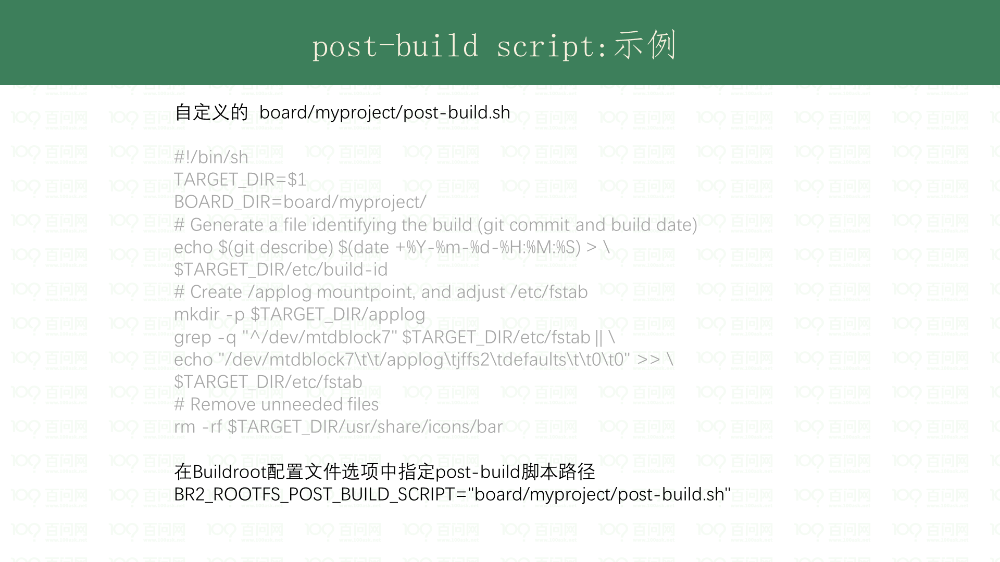 post-build script:示例
自定义的  board/myproject/post-build.sh
#!/bin/sh
TARGET_DIR=$1
BOARD_DIR=board/myproject/
# Generate a file identifying the build (git commit and build date)
echo $(git describe) $(date +%Y-%m-%d-%H:%M:%S) > \
$TARGET_DIR/etc/build-id
# Create /applog mountpoint, and adjust /etc/fstab
mkdir -p $TARGET_DIR/applog
grep -q "^/dev/mtdblock7" $TARGET_DIR/etc/fstab || \
echo "/dev/mtdblock7\t\t/applog\tjffs2\tdefaults\t\t0\t0" >> \
$TARGET_DIR/etc/fstab
# Remove unneeded files
rm -rf $TARGET_DIR/usr/share/icons/bar
在Buildroot配置文件选项中指定post-build脚本路径
BR2_ROOTFS_POST_BUILD_SCRIPT="board/myproject/post-build.sh"